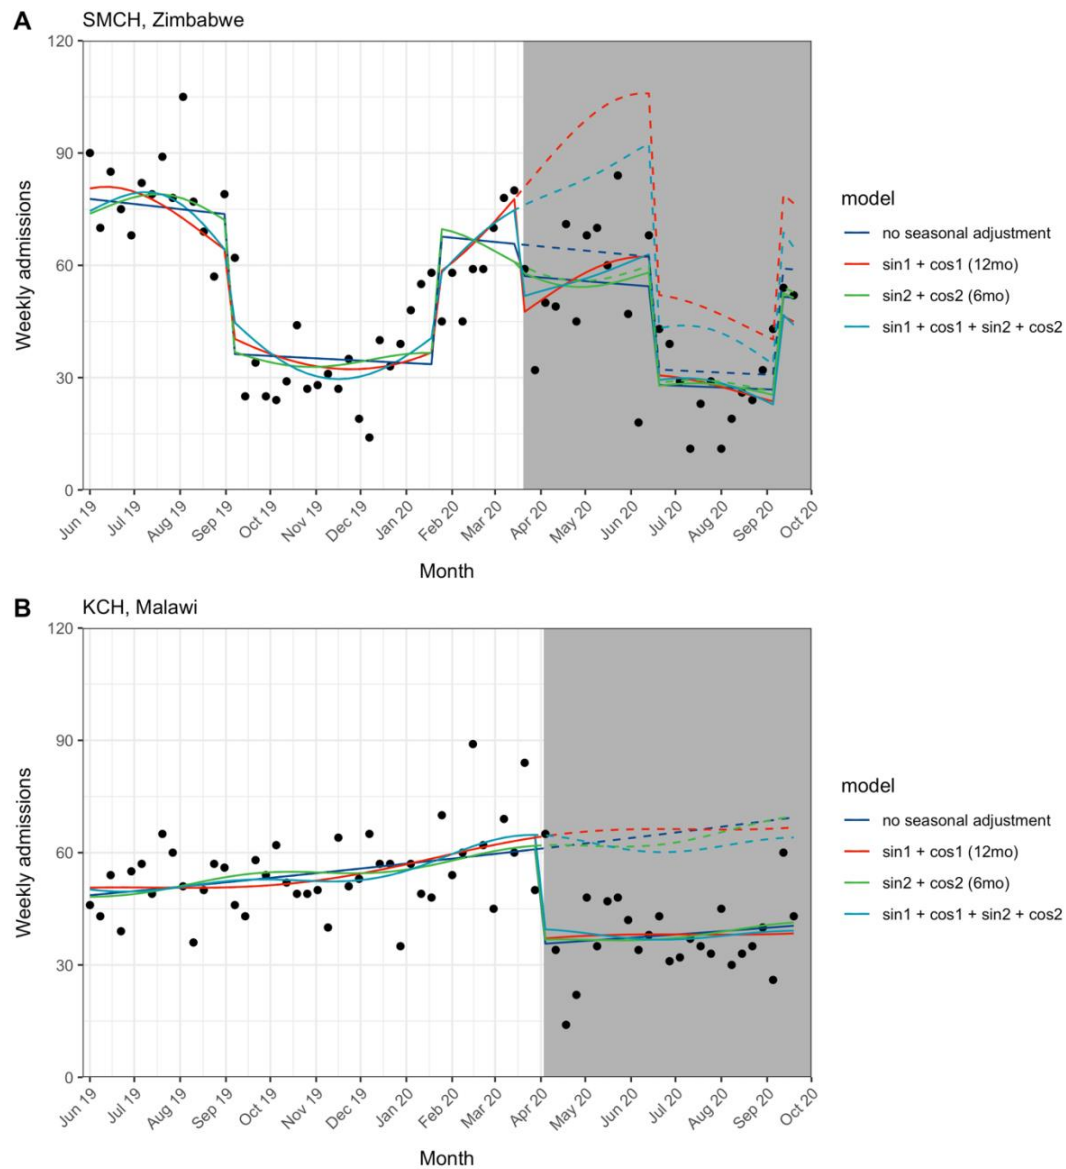 A
SMCH, Zimbabwe
120
90
60
30
0
Weekly admissions
Jun 19
Jul 19
Aug 19
Sep 19
Oct 19
Nov 19
Dec 19
Jan 20
Feb 20
Mar 20
Apr 20
May 20
Jun 20
Jul 20
Aug 20
Sep 20
Oct 20
Month
model
no seasonal adjustment
sin1 + cos1 (12mo)
sin2 + cos2 (6mo)
sin1 + cos1 + sin2 + cos2
B
KCH, Malawi
120
90
60
30
0
Weekly admissions
Jun 19
Jul 19
Aug 19
Sep 19
Oct 19
Nov 19
Dec 19
Jan 20
Feb 20
Mar 20
Apr 20
May 20
Jun 20
Jul 20
Aug 20
Sep 20
Oct 20
Month
model
no seasonal adjustment
sin1 + cos1 (12mo)
sin2 + cos2 (6mo)
sin1 + cos1 + sin2 + cos2